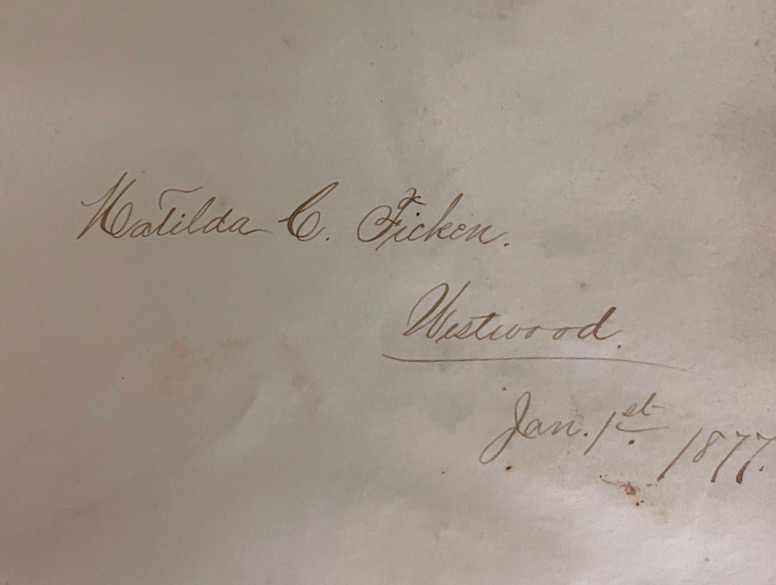 Matilda C. Ficken.
Westwood.
Jan. 1st. 1877.